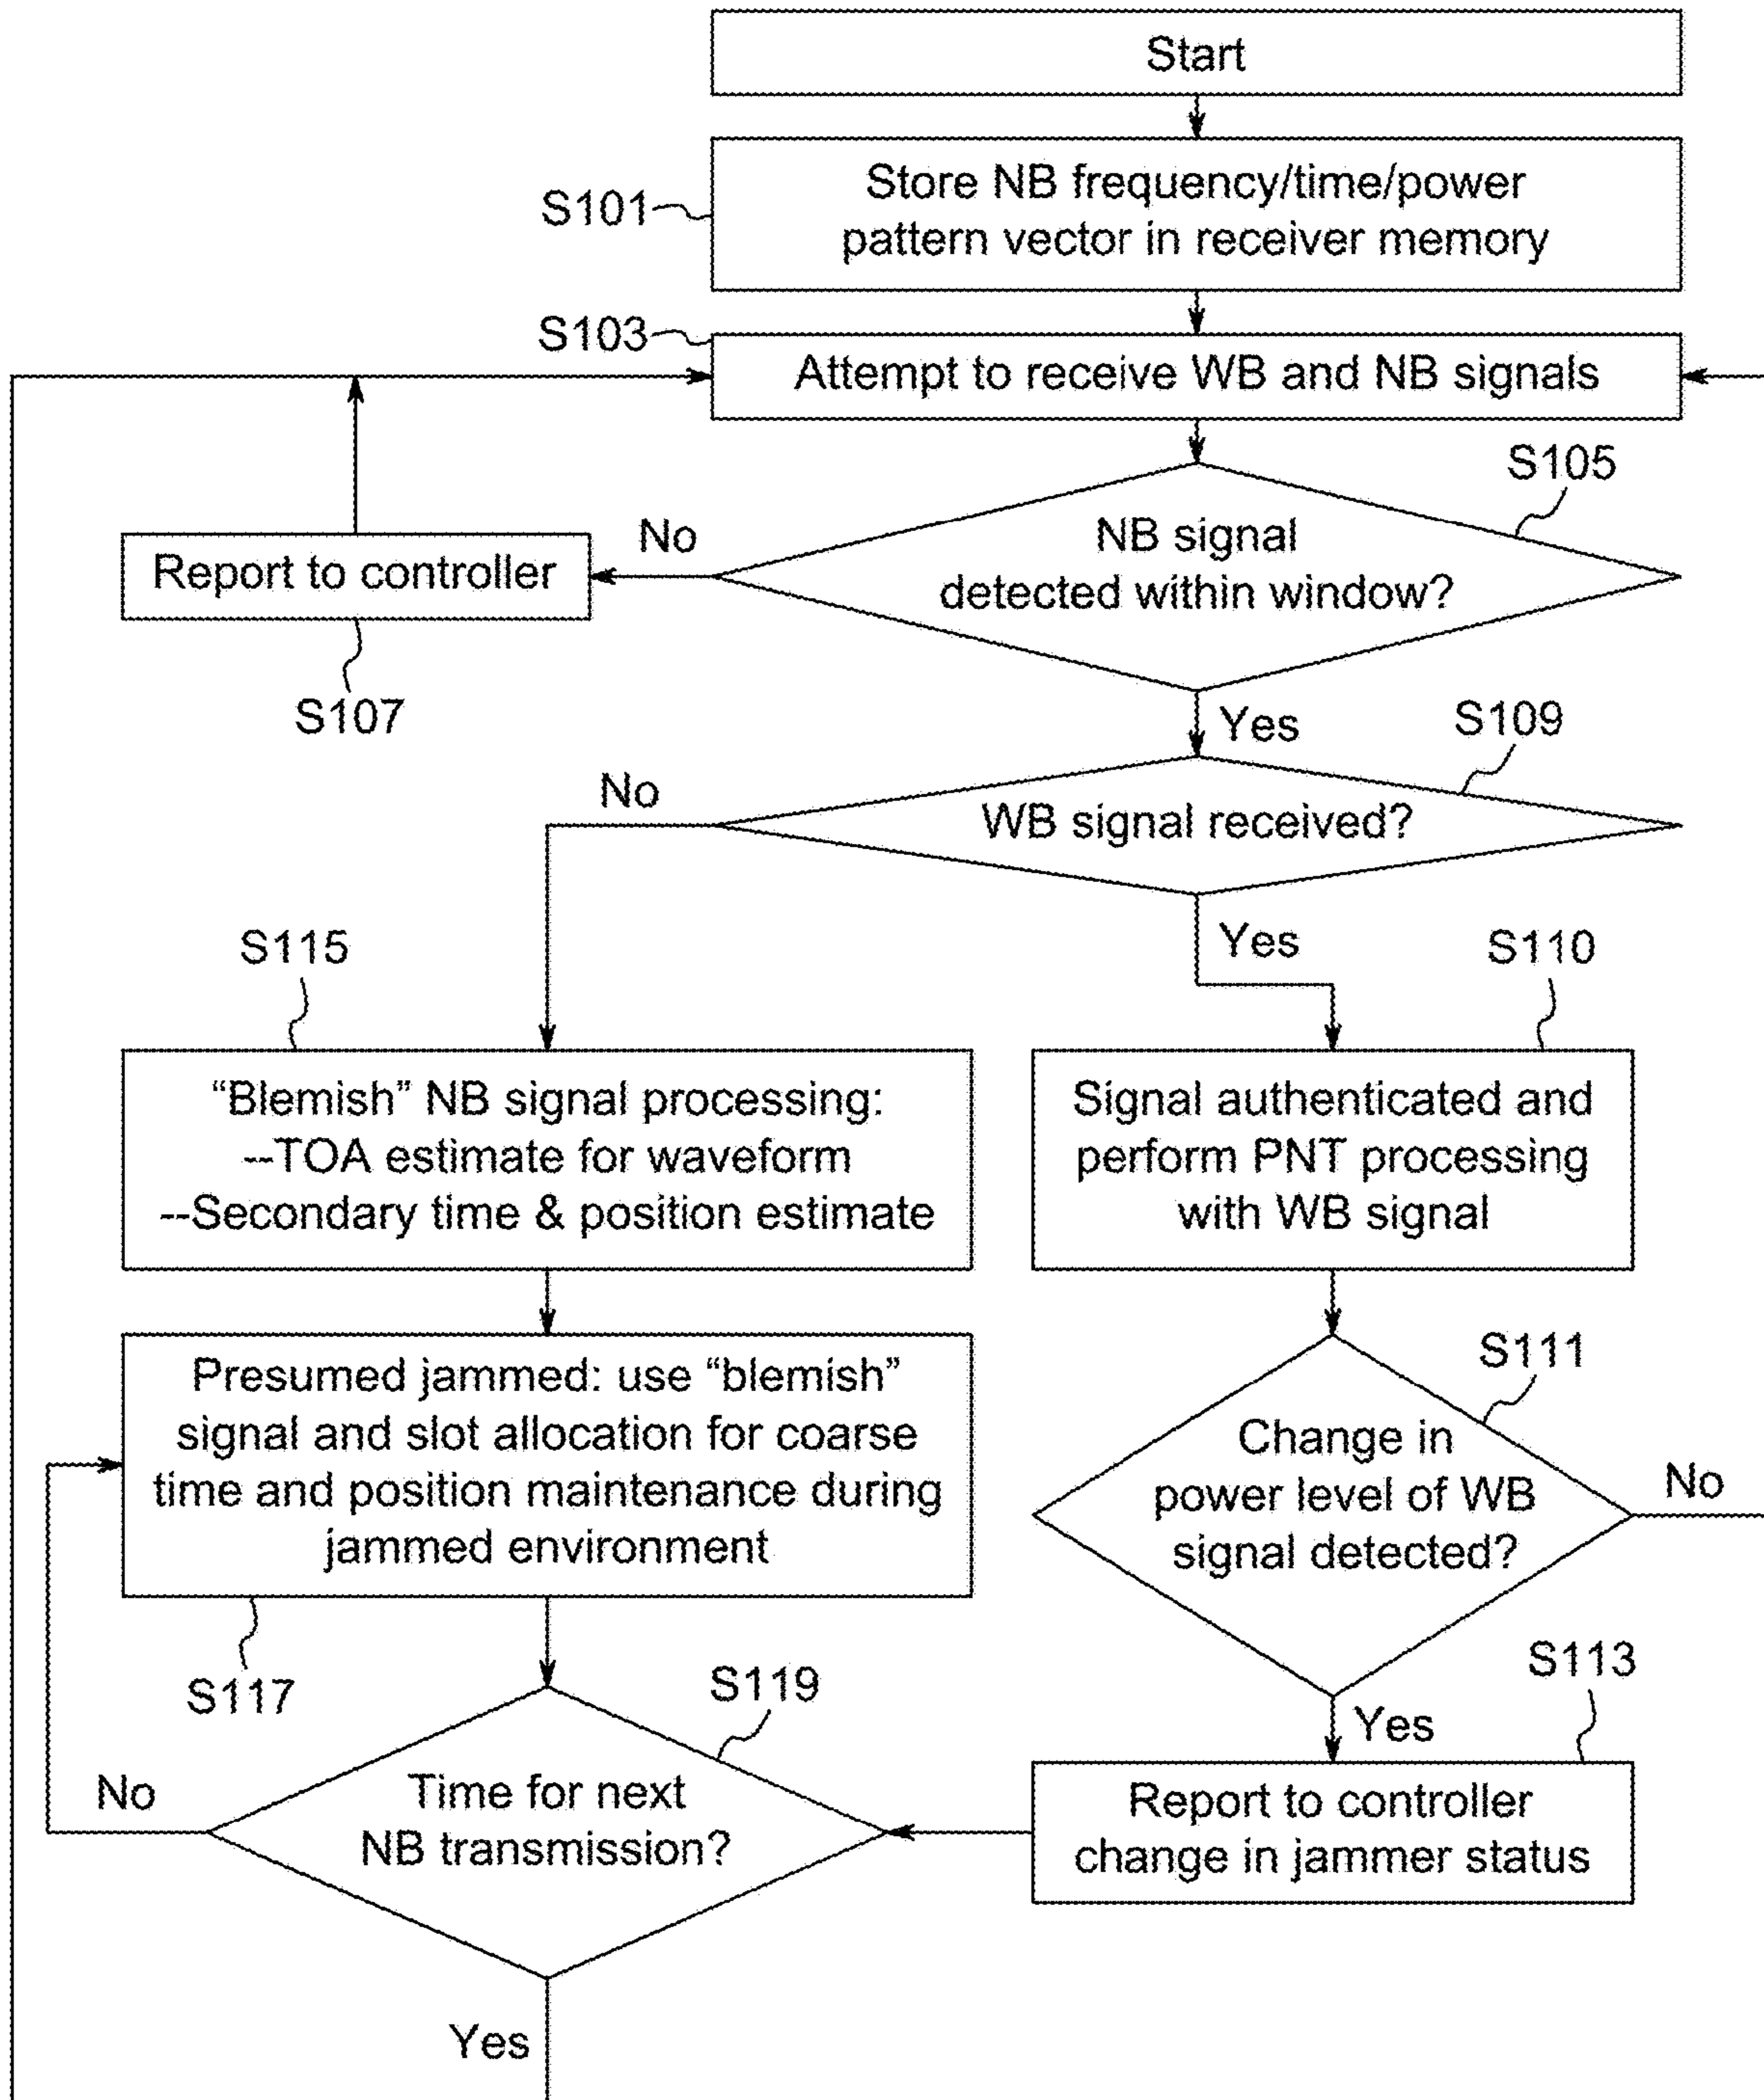 Start
S101
Store NB frequency/time/power
pattern vector in receiver memory
S103
Attempt to receive WB and NB signals
S105
NB signal
detected within window?
No
Report to controller
S107
Yes
S109
No
WB signal received?
Yes
S115
S110
“Blemish” NB signal processing:
--TOA estimate for waveform
--Secondary time & position estimate
Signal authenticated and
perform PNT processing
with WB signal
S111
Presumed jammed: use “blemish”
signal and slot allocation for coarse
time and position maintenance during
jammed environment
Change in
power level of WB
signal detected?
No
S117
S119
S113
Yes
No
Time for next
NB transmission?
Report to controller
change in jammer status
Yes